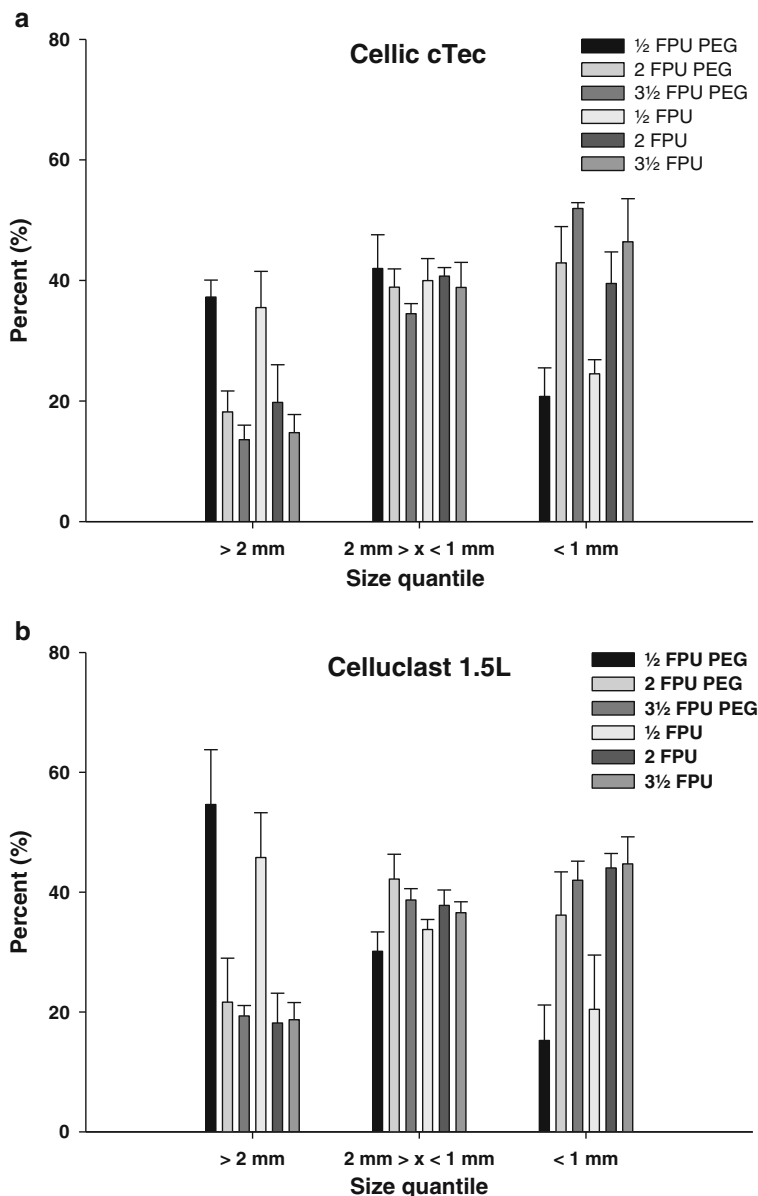 a
Cellic cTec
½ FPU PEG
2 FPU PEG
3½ FPU PEG
½ FPU
2 FPU
3½ FPU
80
60
40
20
0
Percent (%)
> 2 mm
2 mm > x < 1 mm
< 1 mm
Size quantile
b
Celluclast 1.5L
½ FPU PEG
2 FPU PEG
3½ FPU PEG
½ FPU
2 FPU
3½ FPU
80
60
40
20
0
Percent (%)
> 2 mm
2 mm > x < 1 mm
< 1 mm
Size quantile